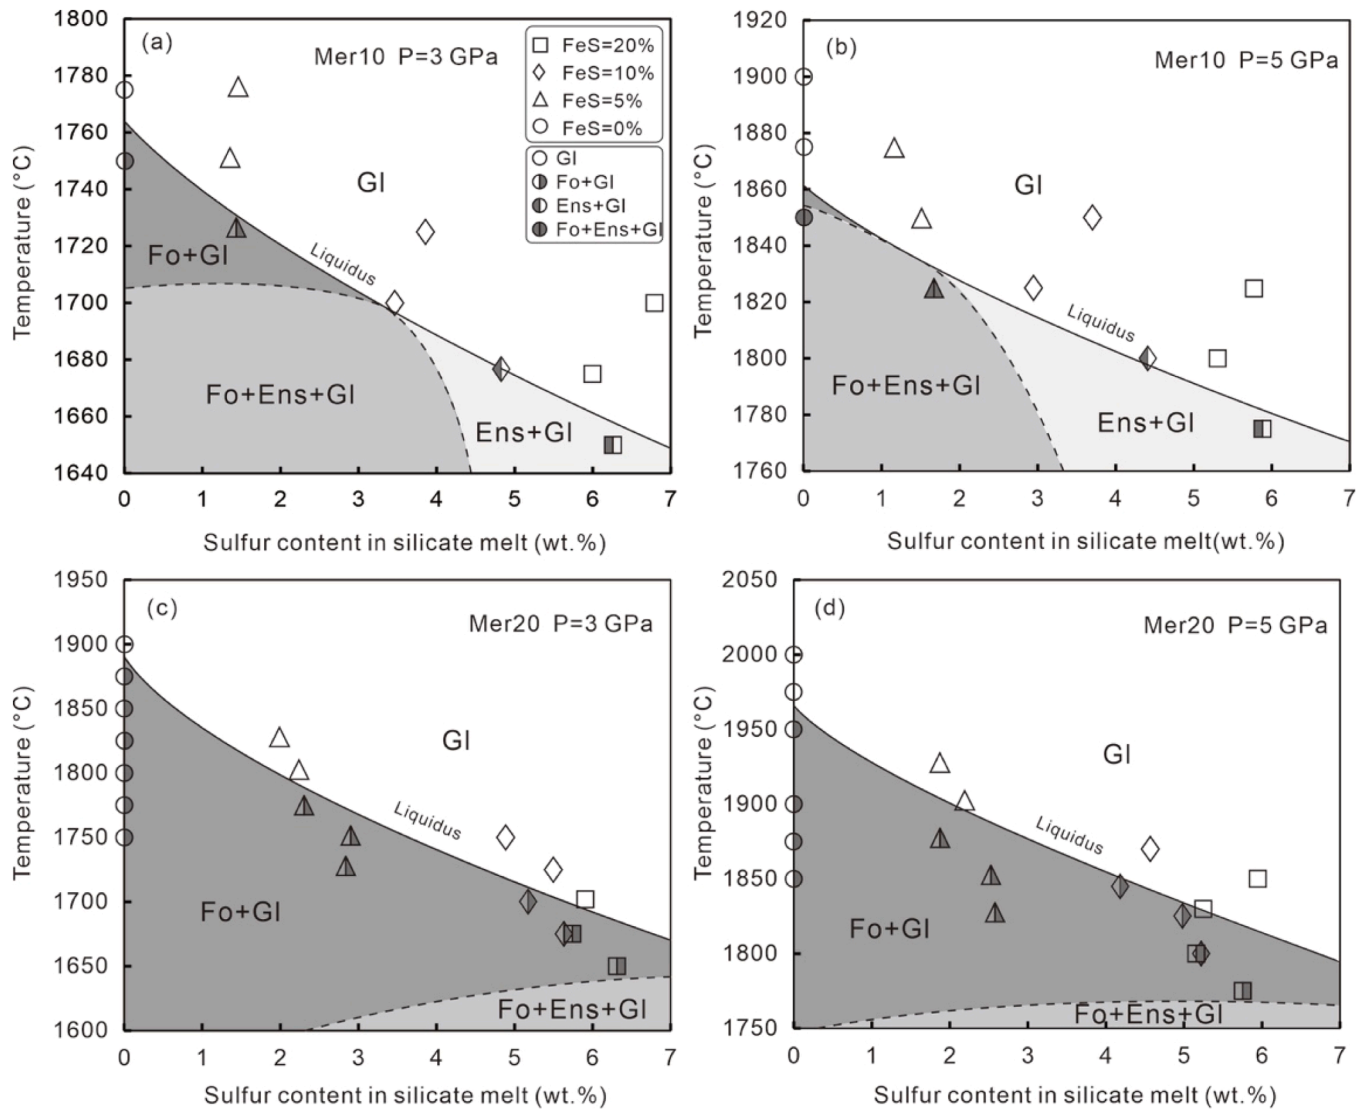 (a)
Mer10 P=3 GPa
FeS=20%
FeS=10%
FeS=5%
FeS=0%
Gl
Fo+Gl
Ens+Gl
Fo+Ens+Gl
Gl
Liquidus
Fo+Gl
Fo+Ens+Gl
Ens+Gl
Temperature (°C)
1800
1780
1760
1740
1720
1700
1680
1660
1640
0 1 2 3 4 5 6 7
Sulfur content in silicate melt (wt.%)
(b)
Mer10 P=5 GPa
Gl
Liquidus
Fo+Ens+Gl
Ens+Gl
Temperature (°C)
1920
1900
1880
1860
1840
1820
1800
1780
1760
0 1 2 3 4 5 6 7
Sulfur content in silicate melt(wt.%)
(c)
Mer20 P=3 GPa
Gl
Liquidus
Fo+Gl
Fo+Ens+Gl
Temperature (°C)
1950
1900
1850
1800
1750
1700
1650
1600
0 1 2 3 4 5 6 7
Sulfur content in silicate melt (wt.%)
(d)
Mer20 P=5 GPa
Gl
Liquidus
Fo+Gl
Fo+Ens+Gl
Temperature (°C)
2050
2000
1950
1900
1850
1800
1750
0 1 2 3 4 5 6 7
Sulfur content in silicate melt (wt.%)